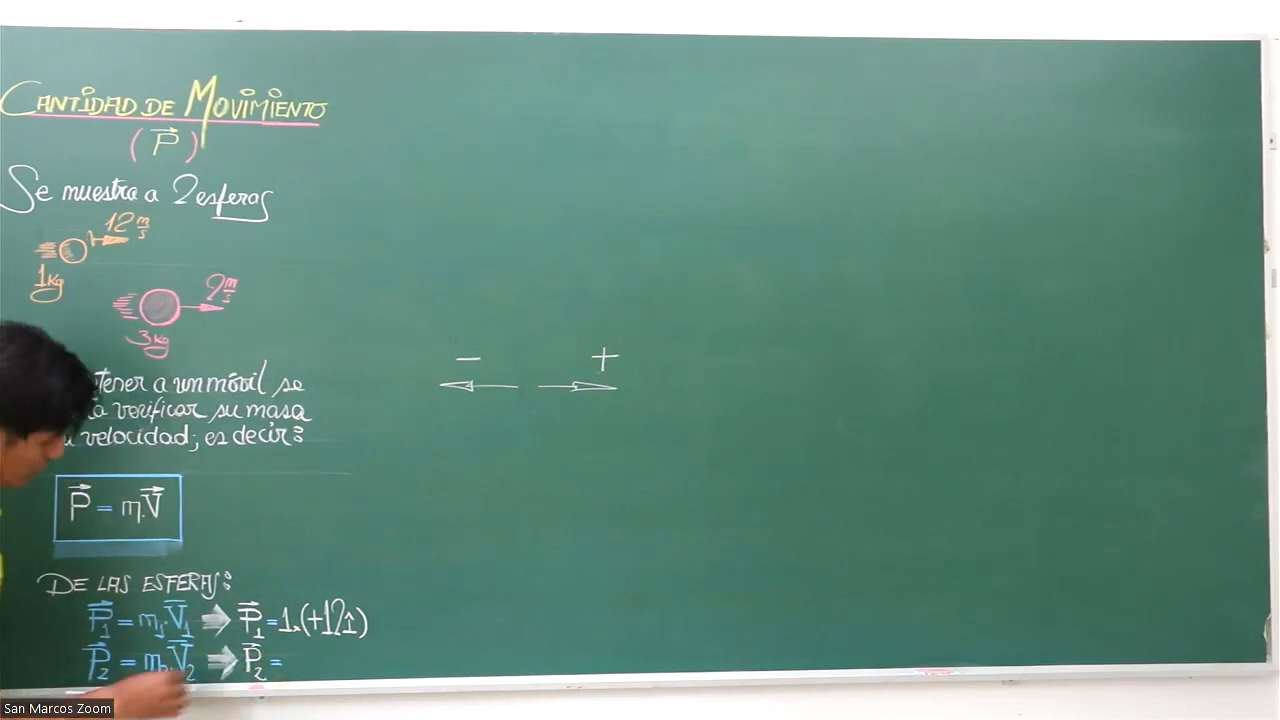 CANTIDAD DE MOVIMIENTO
(P⃗)
Se muestra a 2 esferas
12 m/s
1kg
2 m/s
3kg
tener a un móvil se
verificar su masa
velocidad; es decir:
P⃗ = m.V⃗
DE LAS ESFERAS:
P⃗₁ = m₁.V⃗₁ ⇒ P⃗₁ = 1.(+12î)
P⃗₂ = m₂.V⃗₂ ⇒ P⃗₂ =
- +
San Marcos Zoom